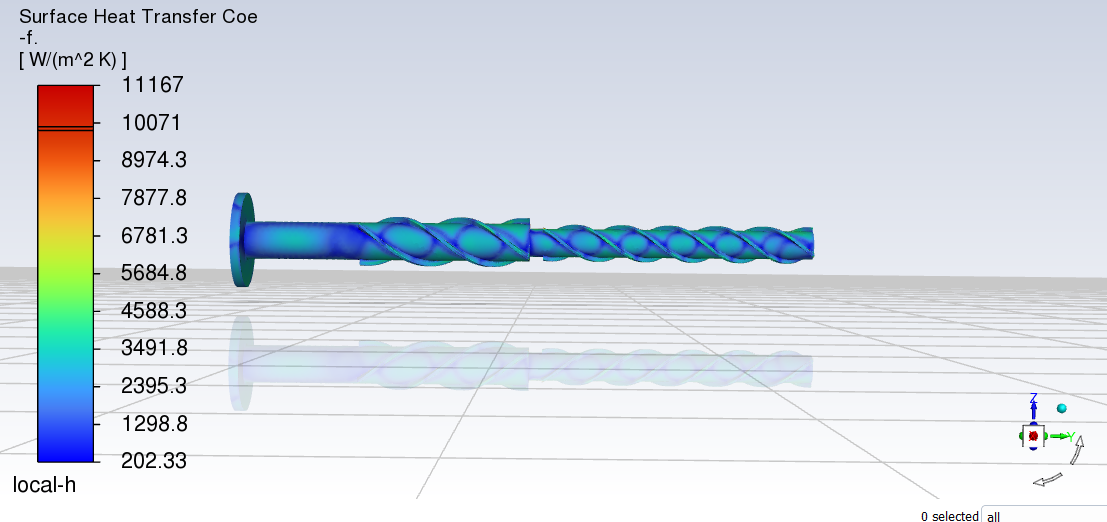 Surface Heat Transfer Coe
-f.
[ W/(m^2 K) ]
11167
10071
8974.3
7877.8
6781.3
5684.8
4588.3
3491.8
2395.3
1298.8
202.33
local-h
Z
Y
0 selected all